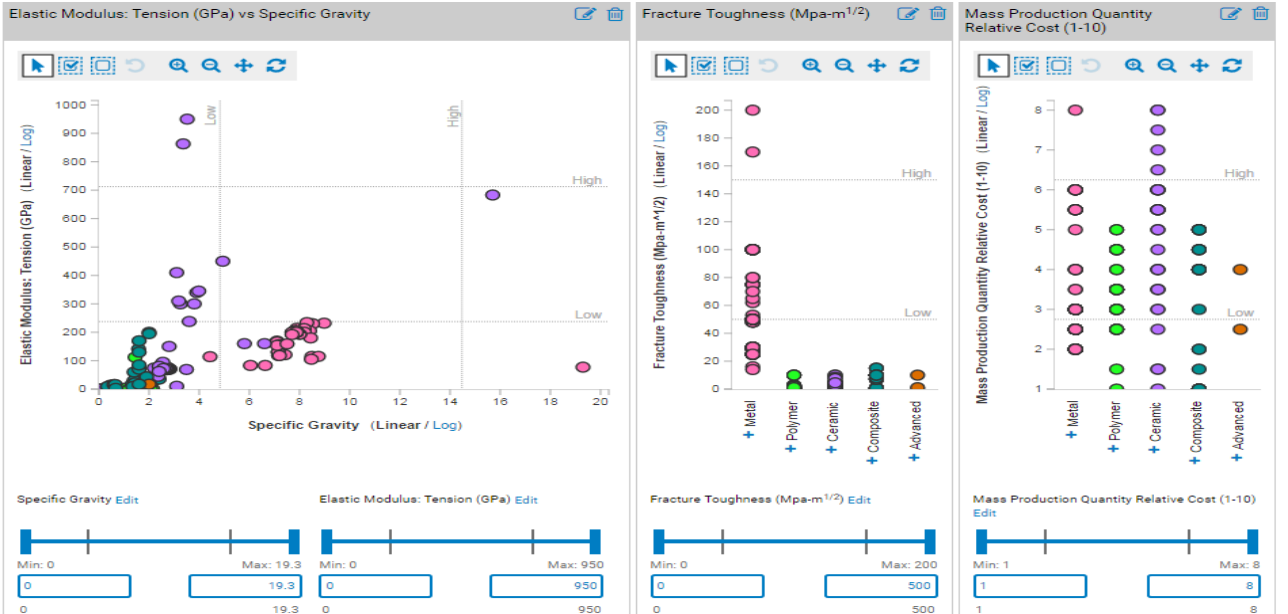 Elastic Modulus: Tension (GPa) vs Specific Gravity
Elastic Modulus: Tension (GPa) (Linear / Log)
1000
900
800
700
600
500
400
300
200
100
0
Low
High
High
Low
0 2 4 6 8 10 12 14 16 18 20
Specific Gravity (Linear / Log)
Specific Gravity Edit
Min: 0 Max: 19.3
0 19.3
0 19.3
Elastic Modulus: Tension (GPa) Edit
Min: 0 Max: 950
0 950
0 950
Fracture Toughness (Mpa-m1/2)
Fracture Toughness (Mpa-m^1/2) (Linear / Log)
200
180
160
140
120
100
80
60
40
20
0
High
Low
+ Metal
+ Polymer
+ Ceramic
+ Composite
+ Advanced
Fracture Toughness (Mpa-m1/2) Edit
Min: 0 Max: 200
0 500
0 500
Mass Production Quantity
Relative Cost (1-10)
Mass Production Quantity Relative Cost (1-10) (Linear / Log)
8
7
6
5
4
3
2
1
High
Low
+ Metal
+ Polymer
+ Ceramic
+ Composite
+ Advanced
Mass Production Quantity Relative Cost (1-10)
Edit
Min: 1 Max: 8
1 8
1 8